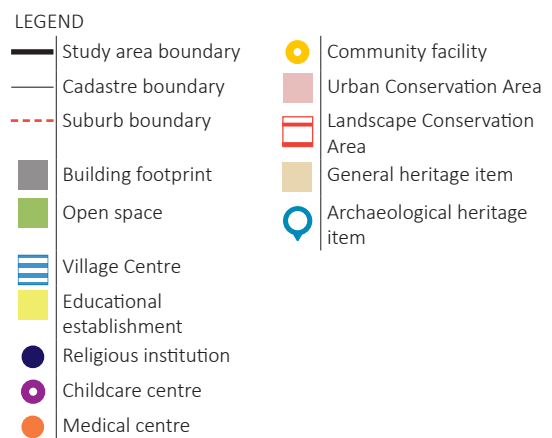 LEGEND
Study area boundary
Cadastre boundary
Suburb boundary
Building footprint
Open space
Village Centre
Educational
establishment
Religious institution
Childcare centre
Medical centre
Community facility
Urban Conservation Area
Landscape Conservation
Area
General heritage item
Archaeological heritage
item